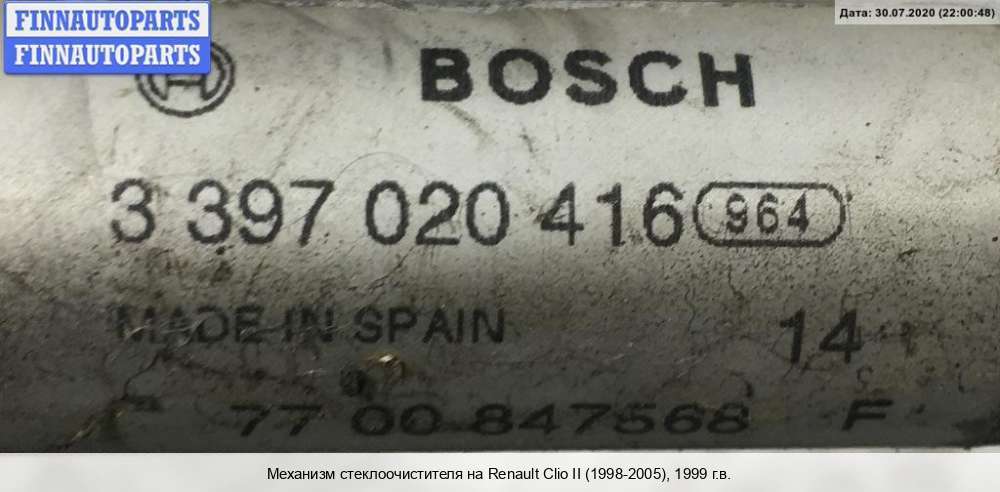 FINNAUTOPARTS
FINNAUTOPARTS
Дата: 30.07.2020 (22:00:48)
BOSCH
3 397 020 416 964
MADE IN SPAIN 14
77 00 847568 F
Механизм стеклоочистителя на Renault Clio II (1998-2005), 1999 г.в.